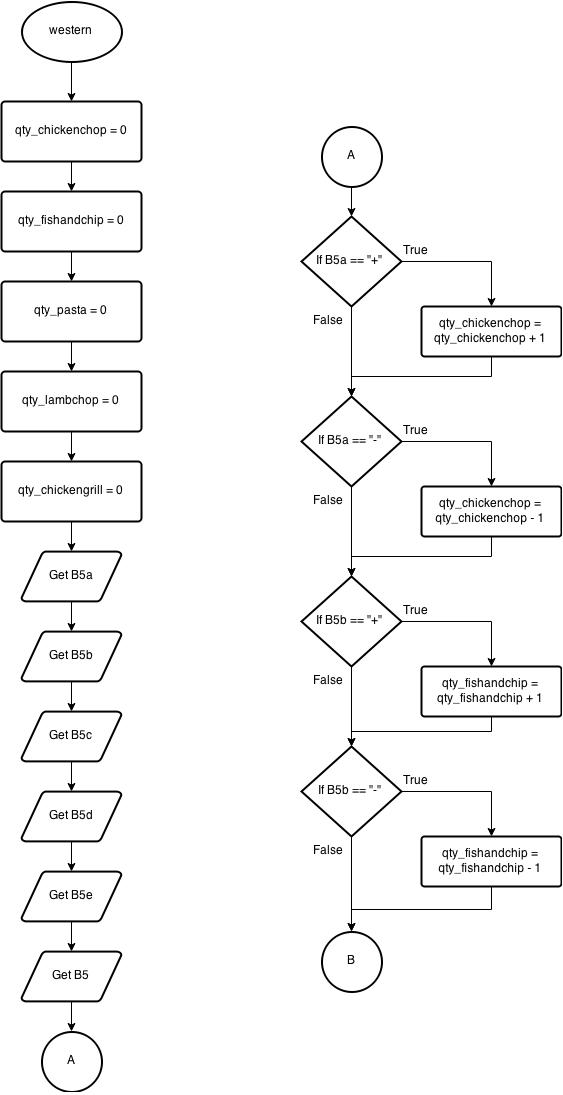 western
qty_chickenchop = 0
qty_fishandchip = 0
qty_pasta = 0
qty_lambchop = 0
qty_chickengrill = 0
Get B5a
Get B5b
Get B5c
Get B5d
Get B5e
Get B5
A
A
If B5a == "+"
True
False
qty_chickenchop =
qty_chickenchop + 1
If B5a == "-"
True
False
qty_chickenchop =
qty_chickenchop - 1
If B5b == "+"
True
False
qty_fishandchip =
qty_fishandchip + 1
If B5b == "-"
True
False
qty_fishandchip =
qty_fishandchip - 1
B